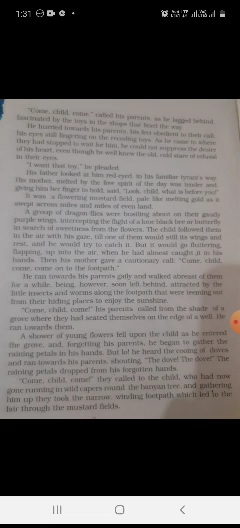 1:31
"Come, child, come," called his parents, as he lagged behind,
fascinated by the toys in the shops that lined the way.
He hurried towards his parents, his feet obedient to their call,
his eyes still lingering on the receding toys. As he came to where
they had stopped to wait for him, he could not suppress the desire
of his heart, even though he well knew the old, cold stare of refusal
in their eyes.
"I want that toy," he pleaded.
His father looked at him red-eyed, in his familiar tyrant's way.
His mother, melted by the free spirit of the day was tender and,
giving him her finger to hold, said, "Look, child, what is before you!"
It was a flowering mustard-field, pale like melting gold as it
swept across miles and miles of even land.
A group of dragon-flies were bustling about on their gaudy
purple wings, intercepting the flight of a lone black bee or butterfly
in search of sweetness from the flowers. The child followed them
in the air with his gaze, till one of them would still its wings and
rest, and he would try to catch it. But it would go fluttering,
flapping, up into the air, when he had almost caught it in his
hands. Then his mother gave a cautionary call: "Come, child,
come, come on to the footpath."
He ran towards his parents gaily and walked abreast of them
for a while, being, however, soon left behind, attracted by the
little insects and worms along the footpath that were teeming out
from their hiding places to enjoy the sunshine.
"Come, child, come!" his parents called from the shade of a
grove where they had seated themselves on the edge of a well. He
ran towards them.
A shower of young flowers fell upon the child as he entered
the grove, and, forgetting his parents, he began to gather the
raining petals in his hands. But lo! he heard the cooing of doves
and ran towards his parents, shouting, "The dove! The dove!" The
raining petals dropped from his forgotten hands.
"Come, child, come!" they called to the child, who had now
gone running in wild capers round the banyan tree, and gathering
him up they took the narrow, winding footpath which led to the
fair through the mustard fields.